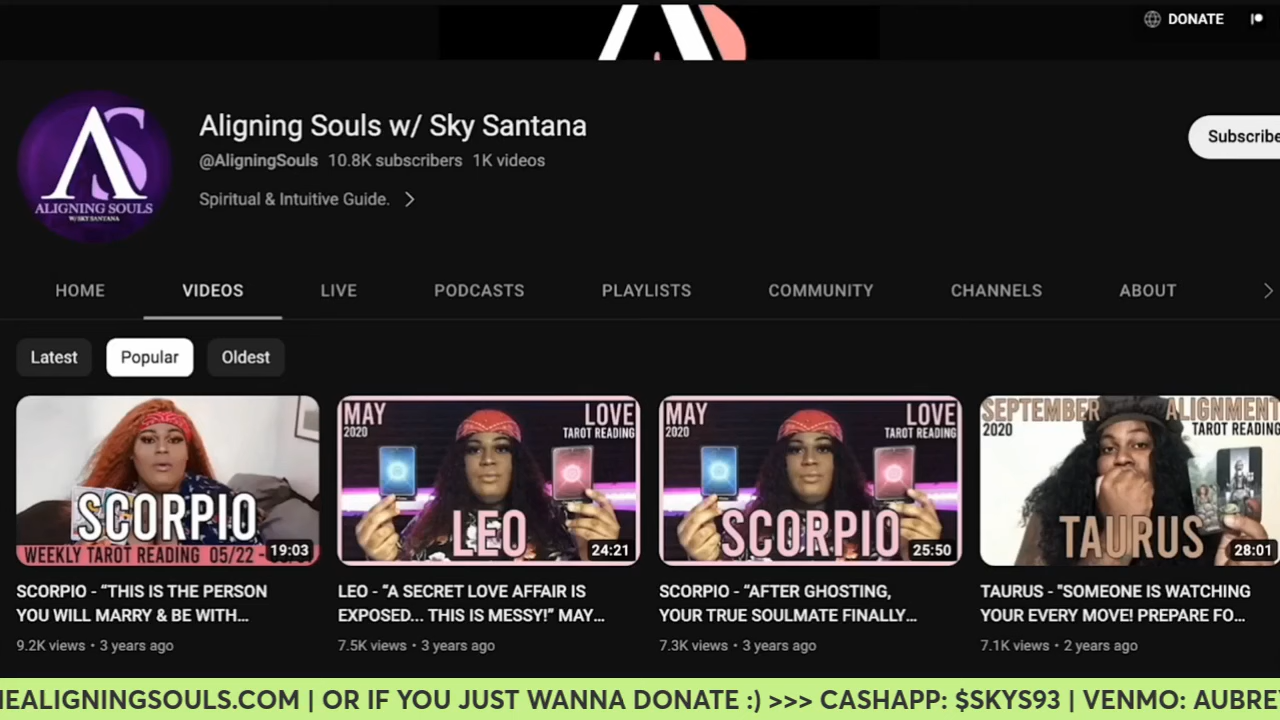 DONATE
Aligning Souls w/ Sky Santana
@AligningSouls 10.8K subscribers 1K videos
Spiritual & Intuitive Guide.
Subscribe
AS
ALIGNING SOULS
W/ SKY SANTANA
HOME VIDEOS LIVE PODCASTS PLAYLISTS COMMUNITY CHANNELS ABOUT
Latest Popular Oldest
SCORPIO
WEEKLY TAROT READING 05/22 -
19:03
MAY
2020
LOVE
TAROT READING
LEO
24:21
MAY
2020
LOVE
TAROT READING
SCORPIO
25:50
SEPTEMBER
2020
ALIGNMENT
TAROT READING
TAURUS
28:01
SCORPIO - “THIS IS THE PERSON
YOU WILL MARRY & BE WITH...
9.2K views • 3 years ago
LEO - “A SECRET LOVE AFFAIR IS
EXPOSED... THIS IS MESSY!” MAY...
7.5K views • 3 years ago
SCORPIO - “AFTER GHOSTING,
YOUR TRUE SOULMATE FINALLY...
7.3K views • 3 years ago
TAURUS - "SOMEONE IS WATCHING
YOUR EVERY MOVE! PREPARE FO...
7.1K views • 2 years ago
HEALIGNINGSOULS.COM | OR IF YOU JUST WANNA DONATE :) >>> CASHAPP: $SKYS93 | VENMO: AUBRE